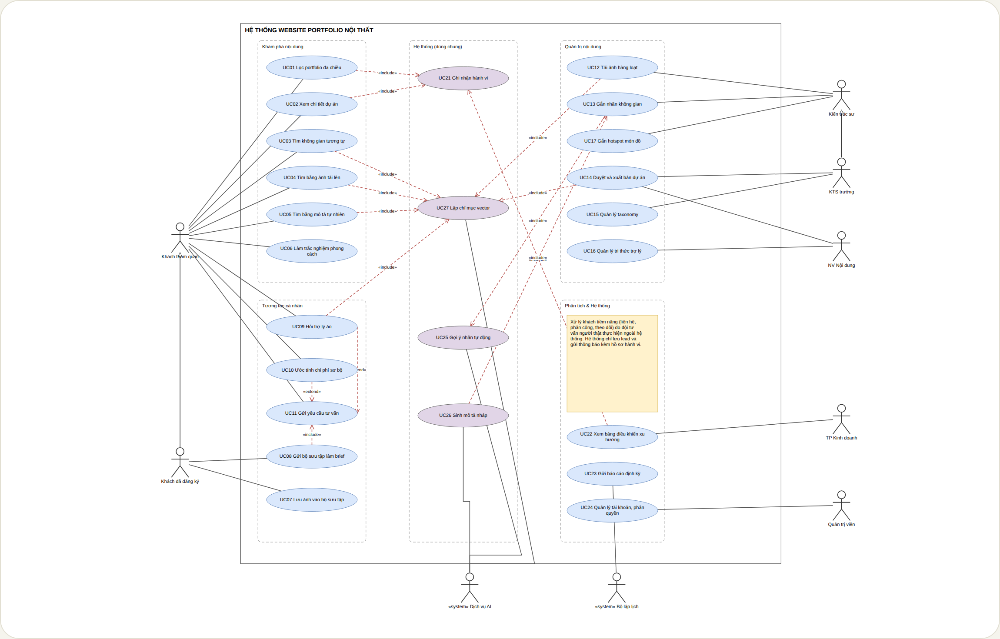 HỆ THỐNG WEBSITE PORTFOLIO NỘI THẤT
Khám phá nội dung
UC01 Lọc portfolio đa chiều
UC02 Xem chi tiết dự án
UC03 Tìm không gian tương tự
UC04 Tìm bằng ảnh tải lên
UC05 Tìm bằng mô tả tự nhiên
UC06 Làm trắc nghiệm phong
cách
Tương tác cá nhân
UC09 Hỏi trợ lý ảo
UC10 Ước tính chi phí sơ bộ
«extend»
UC11 Gửi yêu cầu tư vấn
«include»
UC08 Gửi bộ sưu tập làm brief
UC07 Lưu ảnh vào bộ sưu tập
«include»
«include»
«include»
«include»
«include»
«include»
Hệ thống (dùng chung)
UC21 Ghi nhận hành vi
UC27 Lập chỉ mục vector
UC25 Gợi ý nhãn tự động
UC26 Sinh mô tả nháp
«include»
«include»
«include»
«include»
Quản trị nội dung
UC12 Tải ảnh hàng loạt
UC13 Gắn nhãn không gian
UC17 Gắn hotspot món đồ
UC14 Duyệt và xuất bản dự án
UC15 Quản lý taxonomy
UC16 Quản lý tri thức trợ lý
Phân tích & Hệ thống
Xử lý khách tiềm năng (liên hệ,
phân công, theo dõi) do đội tư
vấn người thật thực hiện ngoài hệ
thống. Hệ thống chỉ lưu lead và
gửi thông báo kèm hồ sơ hành vi.
UC22 Xem bảng điều khiển xu
hướng
UC23 Gửi báo cáo định kỳ
UC24 Quản lý tài khoản, phân
quyền
Khách tham quan
Khách đã đăng ký
Kiến trúc sư
KTS trưởng
NV Nội dung
TP Kinh doanh
Quản trị viên
«system» Dịch vụ AI
«system» Bộ lập lịch